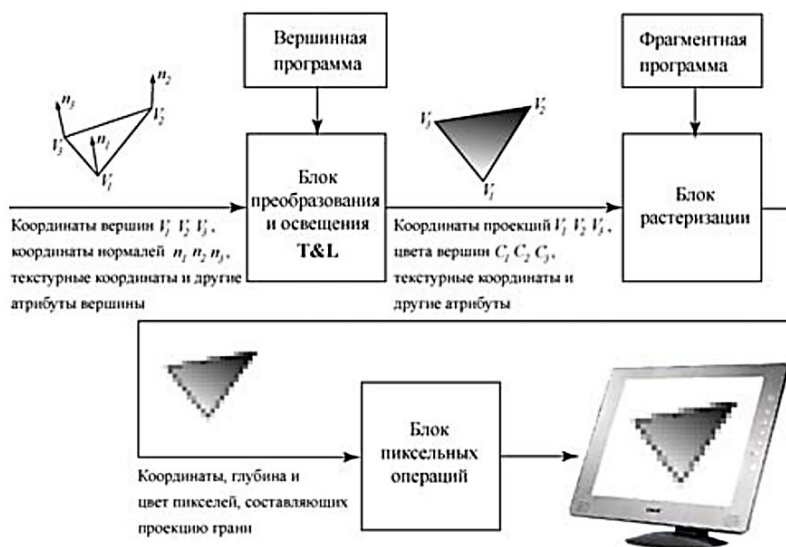 Вершинная
программа
Фрагментная
программа
n₃
n₂
n₁
V₃
V₂
V₁
V₃
V₂
V₁
Блок
преобразования
и освещения
T&L
Блок
растеризации
Координаты вершин V₁ V₂ V₃,
координаты нормалей n₁ n₂ n₃,
текстурные координаты и другие
атрибуты вершины
Координаты проекций V₁ V₂ V₃,
цвета вершин C₁ C₂ C₃,
текстурные координаты и
другие атрибуты
Блок
пиксельных
операций
Координаты, глубина и
цвет пикселей, составляющих
проекцию грани